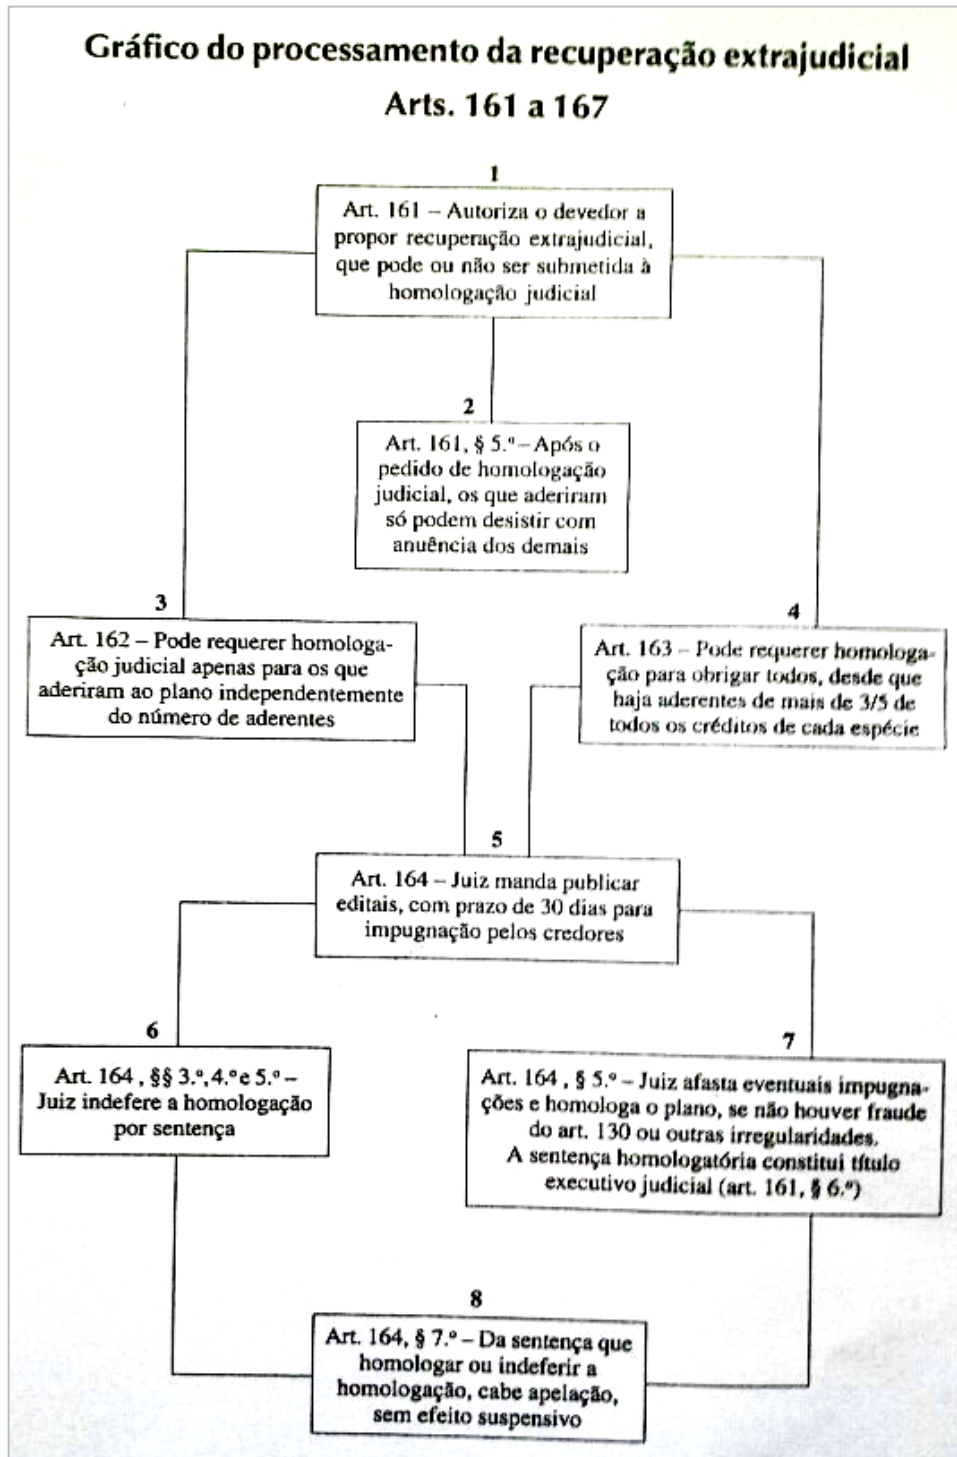 Gráfico do processamento da recuperação extrajudicial
Arts. 161 a 167
1
Art. 161 – Autoriza o devedor a
propor recuperação extrajudicial,
que pode ou não ser submetida à
homologação judicial
2
Art. 161, § 5.º – Após o
pedido de homologação
judicial, os que aderiram
só podem desistir com
anuência dos demais
3
Art. 162 – Pode requerer homologa-
ção judicial apenas para os que
aderiram ao plano independentemente
do número de aderentes
4
Art. 163 – Pode requerer homologa-
ção para obrigar todos, desde que
haja aderentes de mais de 3/5 de
todos os créditos de cada espécie
5
Art. 164 – Juiz manda publicar
editais, com prazo de 30 dias para
impugnação pelos credores
6
Art. 164 , §§ 3.º, 4.º e 5.º –
Juiz indefere a homologação
por sentença
7
Art. 164 , § 5.º – Juiz afasta eventuais impugna-
ções e homologa o plano, se não houver fraude
do art. 130 ou outras irregularidades.
A sentença homologatória constitui título
executivo judicial (art. 161, § 6.º)
8
Art. 164, § 7.º – Da sentença que
homologar ou indeferir a
homologação, cabe apelação,
sem efeito suspensivo